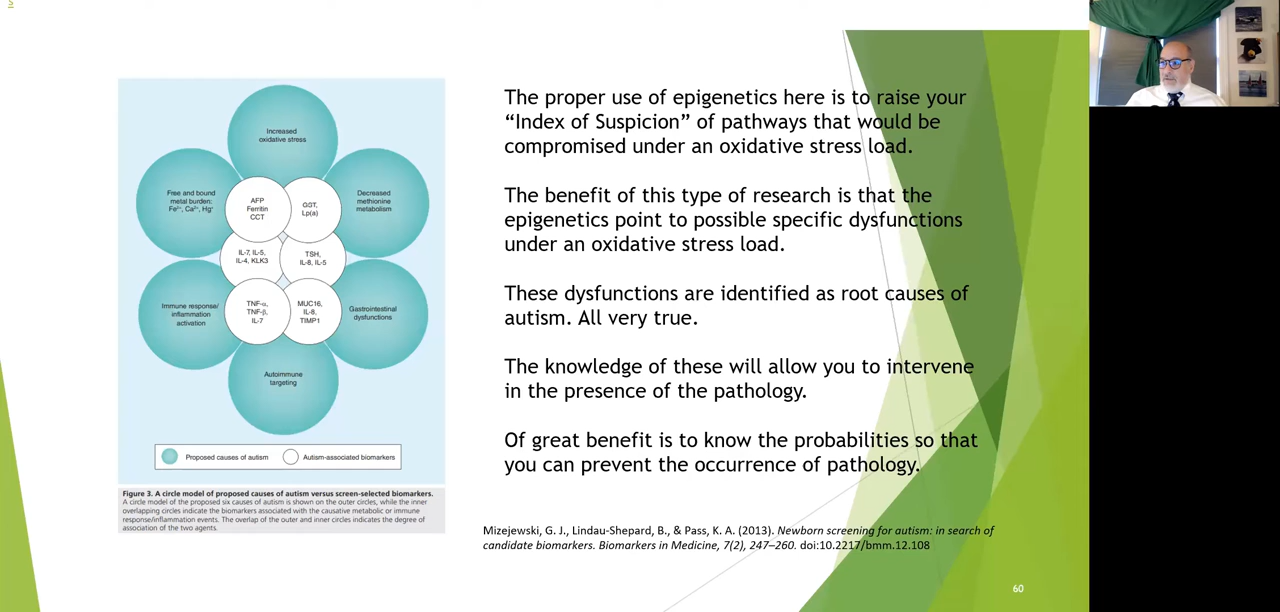 s
Increased
oxidative stress
Free and bound
metal burden:
Fe²⁺, Ca²⁺, Hg⁺
AFP
Ferritin
CCT
GST,
Lp(a)
Decreased
methionine
metabolism
IL-7, IL-5,
IL-4, KLK3
TSH,
IL-8, IL-5
Immune response/
inflammation
activation
TNF-α,
TNF-β,
IL-7
MUC16,
IL-8,
TIMP1
Gastrointestinal
dysfunctions
Autoimmune
targeting
Proposed causes of autism
Autism-associated biomarkers
Figure 3. A circle model of proposed causes of autism versus screen-selected biomarkers.
A circle model of the proposed six causes of autism is shown on the outer circles, while the inner
overlapping circles indicate the biomarkers associated with the causative metabolic or immune
response/inflammation events. The overlap of the outer and inner circles indicates the degree of
association of the two agents.
The proper use of epigenetics here is to raise your
“Index of Suspicion” of pathways that would be
compromised under an oxidative stress load.
The benefit of this type of research is that the
epigenetics point to possible specific dysfunctions
under an oxidative stress load.
These dysfunctions are identified as root causes of
autism. All very true.
The knowledge of these will allow you to intervene
in the presence of the pathology.
Of great benefit is to know the probabilities so that
you can prevent the occurrence of pathology.
Mizejewski, G. J., Lindau-Shepard, B., & Pass, K. A. (2013). Newborn screening for autism: in search of
candidate biomarkers. Biomarkers in Medicine, 7(2), 247–260. doi:10.2217/bmm.12.108
60